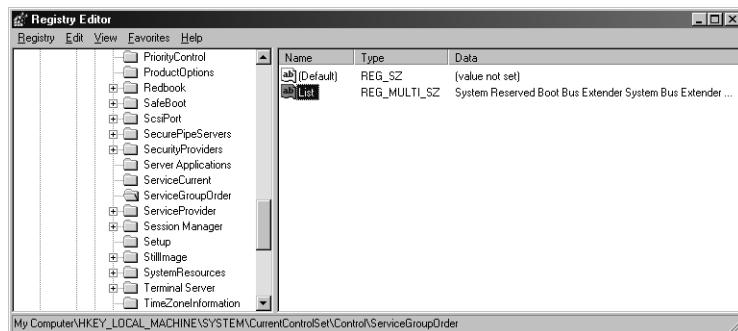 Registry Editor
Registry Edit View Favorites Help
PriorityControl
ProductOptions
Redbook
SafeBoot
ScsiPort
SecurePipeServers
SecurityProviders
Server Applications
ServiceCurrent
ServiceGroupOrder
ServiceProvider
Session Manager
Setup
StillImage
SystemResources
Terminal Server
TimeZoneInformation
Name Type Data
(Default) REG_SZ (value not set)
List REG_MULTI_SZ System Reserved Boot Bus Extender System Bus Extender ...
My Computer\HKEY_LOCAL_MACHINE\SYSTEM\CurrentControlSet\Control\ServiceGroupOrder